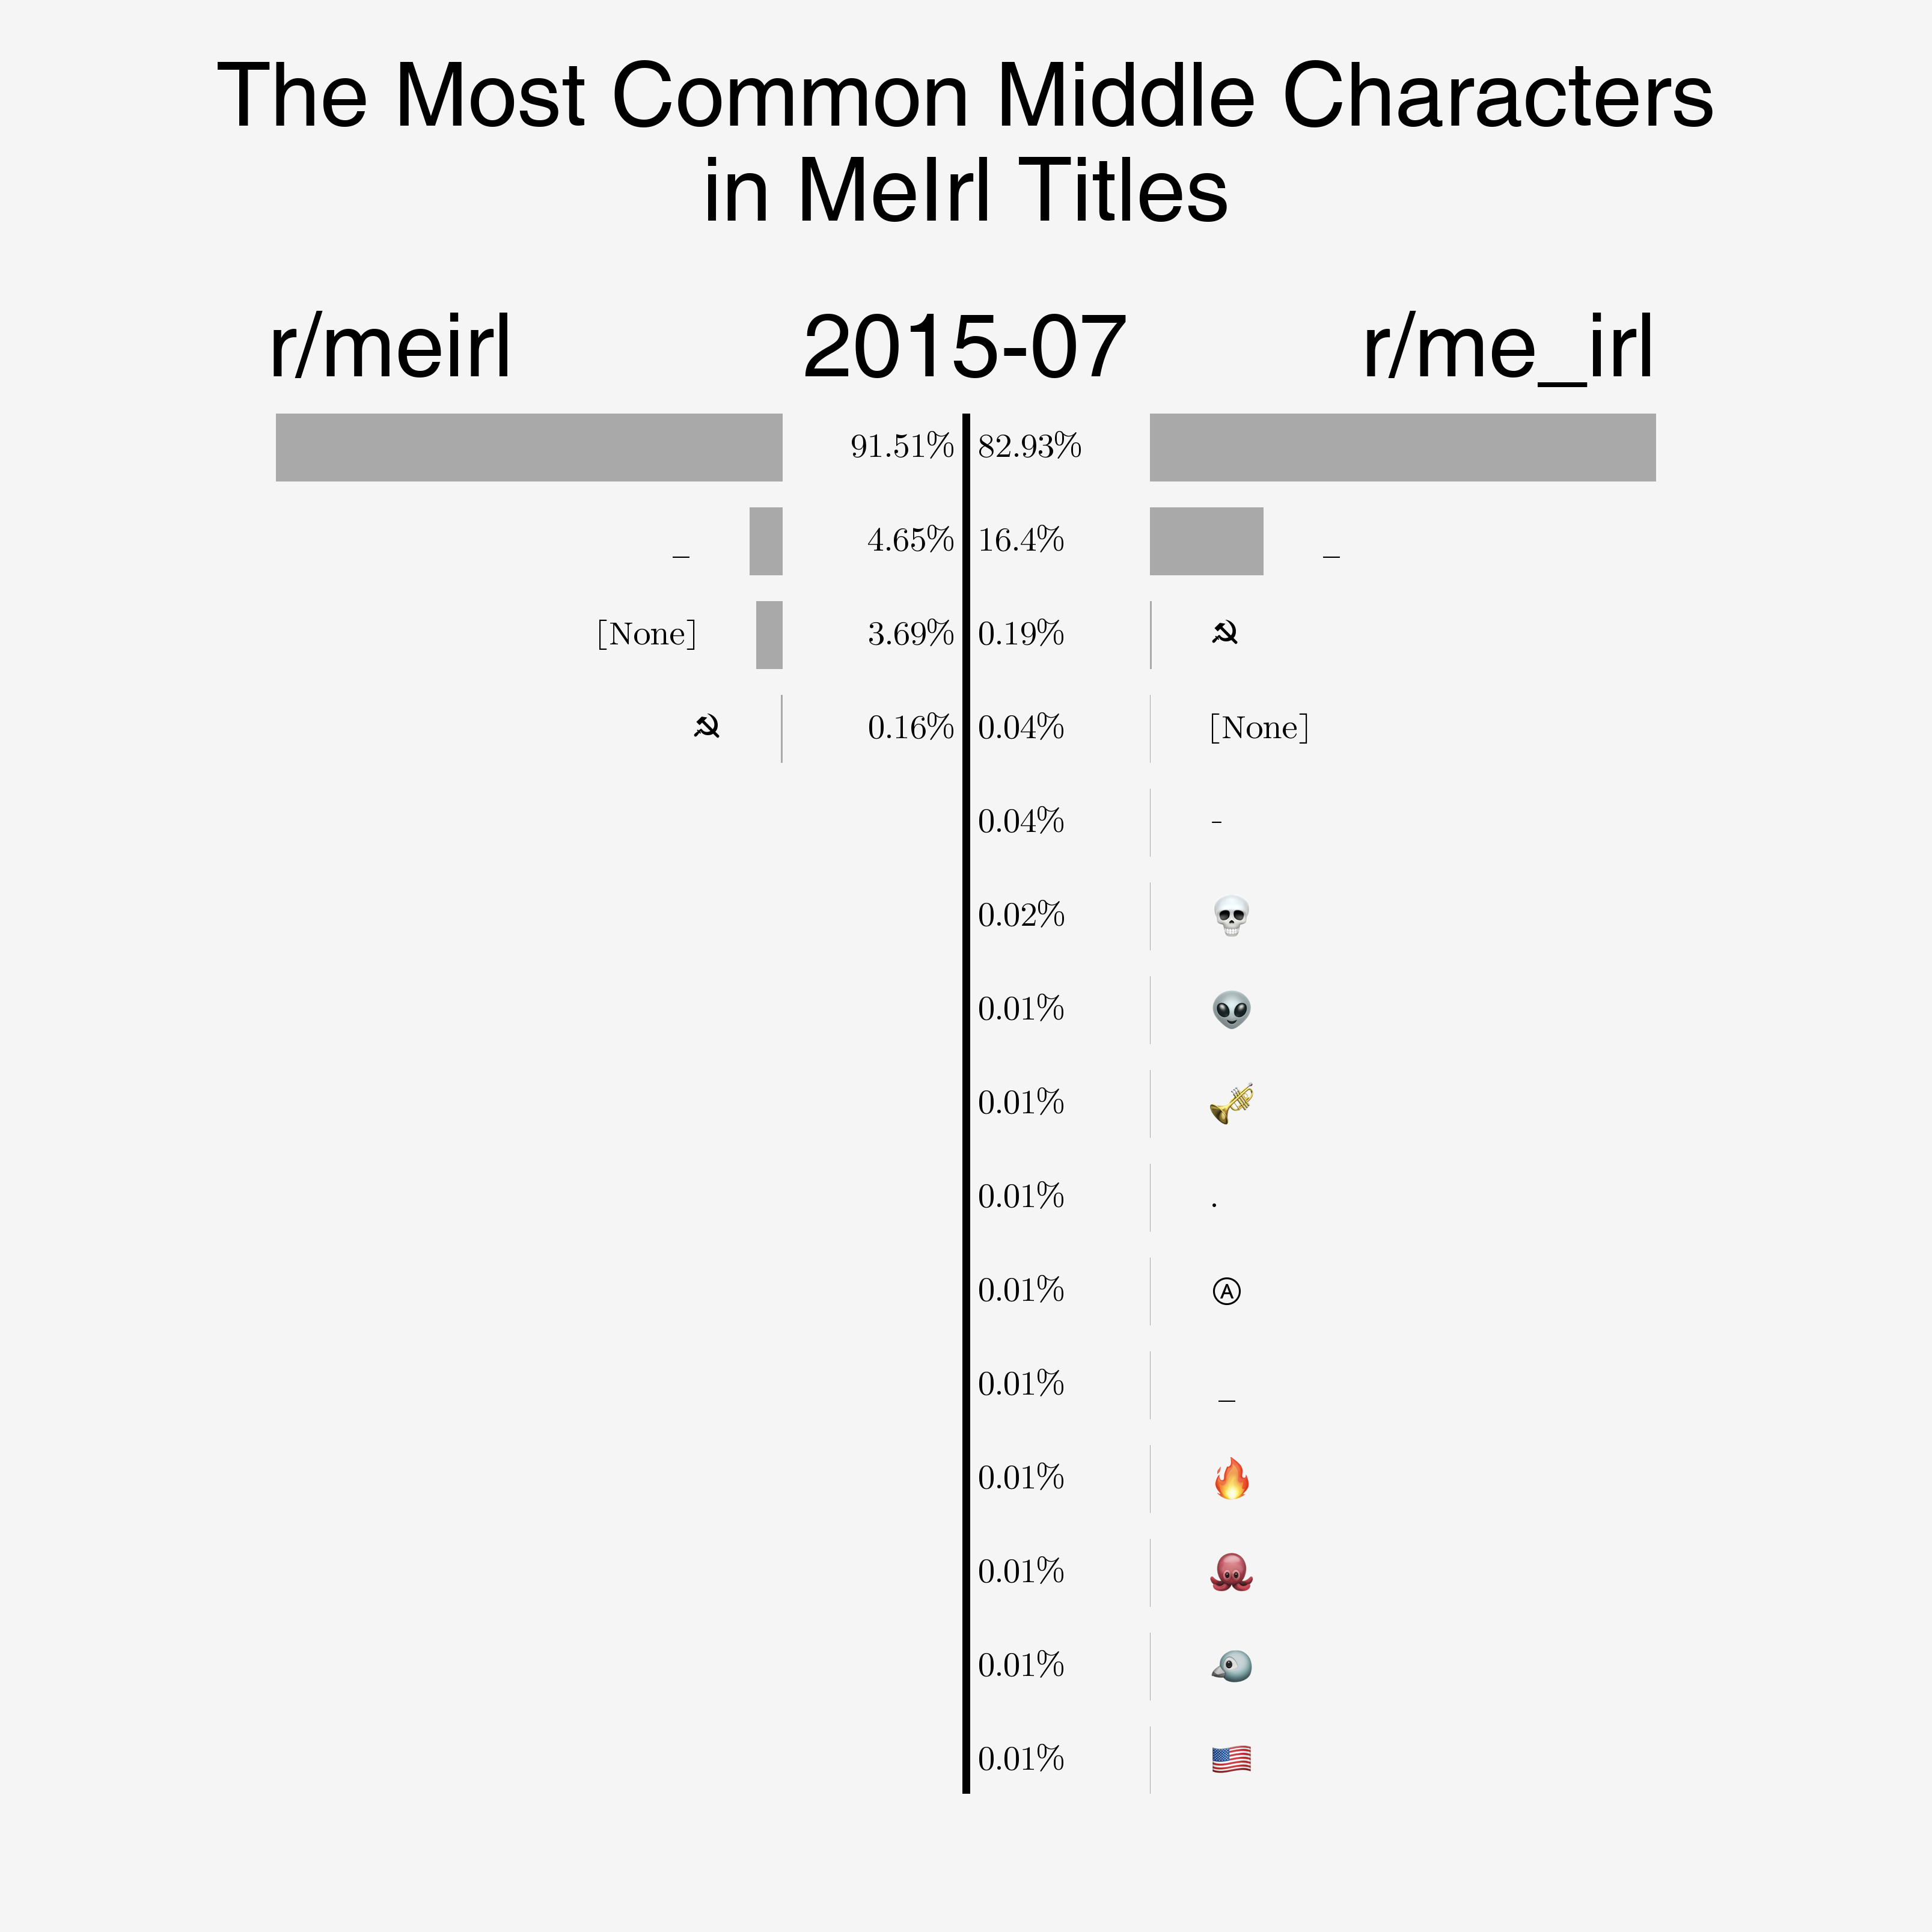 The Most Common Middle Characters
in MeIrl Titles
r/meirl 2015-07 r/me_irl
91.51% 82.93%
_ 4.65% 16.4% _
[None] 3.69% 0.19% ☭
☭ 0.16% 0.04% [None]
0.04% -
0.02% 💀
0.01% 👽
0.01% 🎺
0.01% .
0.01% Ⓐ
0.01% _
0.01% 🔥
0.01% 🐙
0.01% 🐦
0.01% 🇺🇸